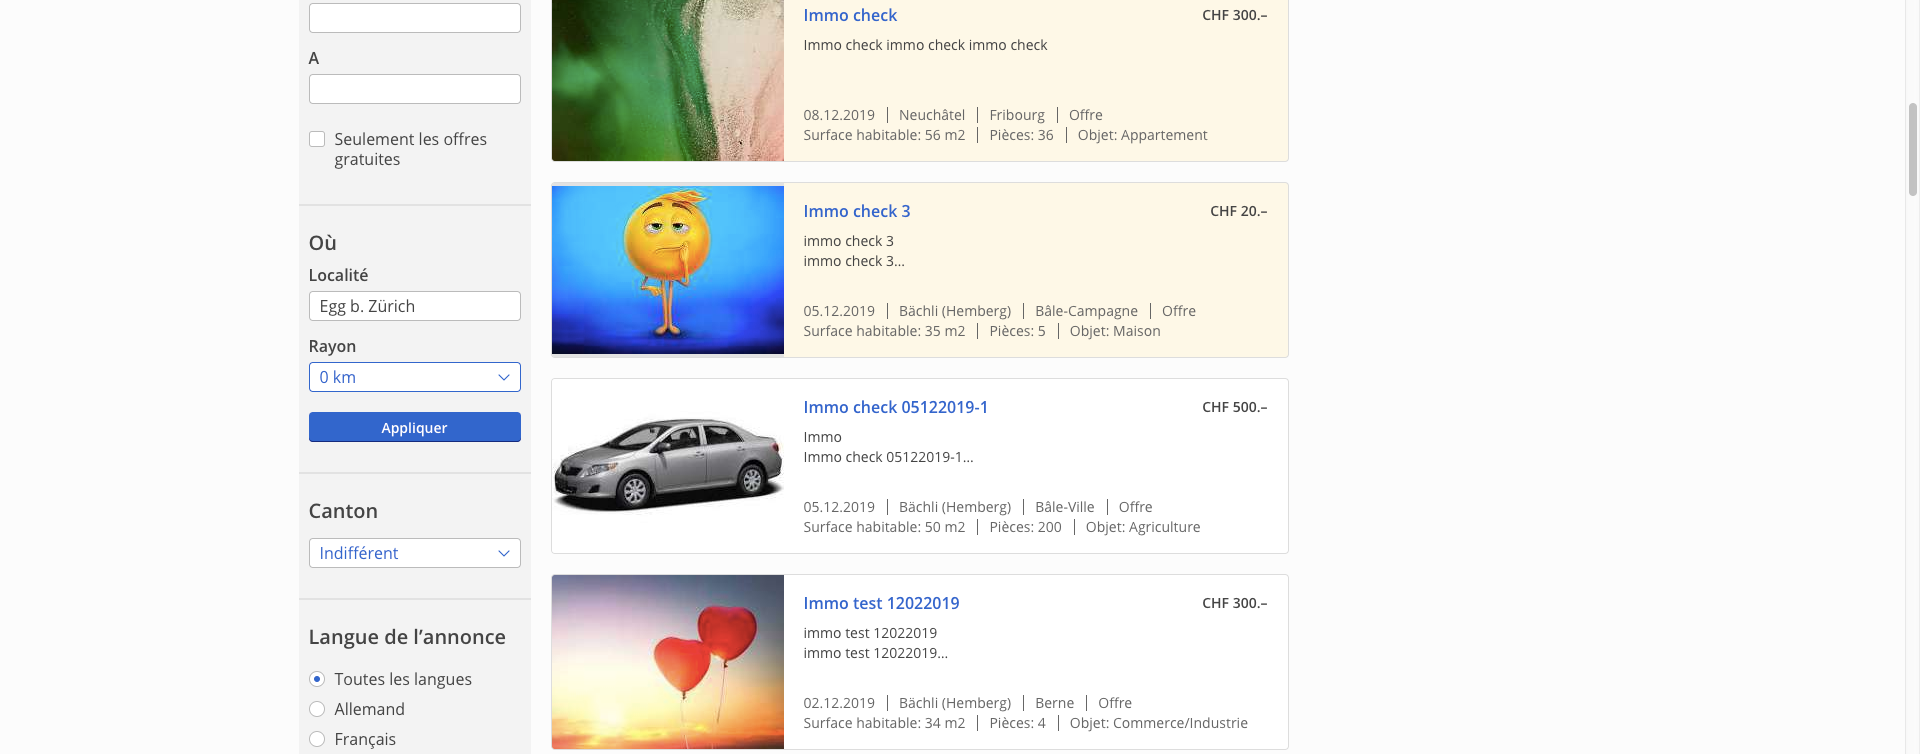 A
Seulement les offres
gratuites
Où
Localité
Egg b. Zürich
Rayon
0 km
Appliquer
Canton
Indifférent
Langue de l’annonce
Toutes les langues
Allemand
Français
Immo check
CHF 300.–
Immo check immo check immo check
08.12.2019 | Neuchâtel | Fribourg | Offre
Surface habitable: 56 m2 | Pièces: 36 | Objet: Appartement
Immo check 3
CHF 20.–
immo check 3
immo check 3...
05.12.2019 | Bächli (Hemberg) | Bâle-Campagne | Offre
Surface habitable: 35 m2 | Pièces: 5 | Objet: Maison
Immo check 05122019-1
CHF 500.–
Immo
Immo check 05122019-1...
05.12.2019 | Bächli (Hemberg) | Bâle-Ville | Offre
Surface habitable: 50 m2 | Pièces: 200 | Objet: Agriculture
Immo test 12022019
CHF 300.–
immo test 12022019
immo test 12022019...
02.12.2019 | Bächli (Hemberg) | Berne | Offre
Surface habitable: 34 m2 | Pièces: 4 | Objet: Commerce/Industrie